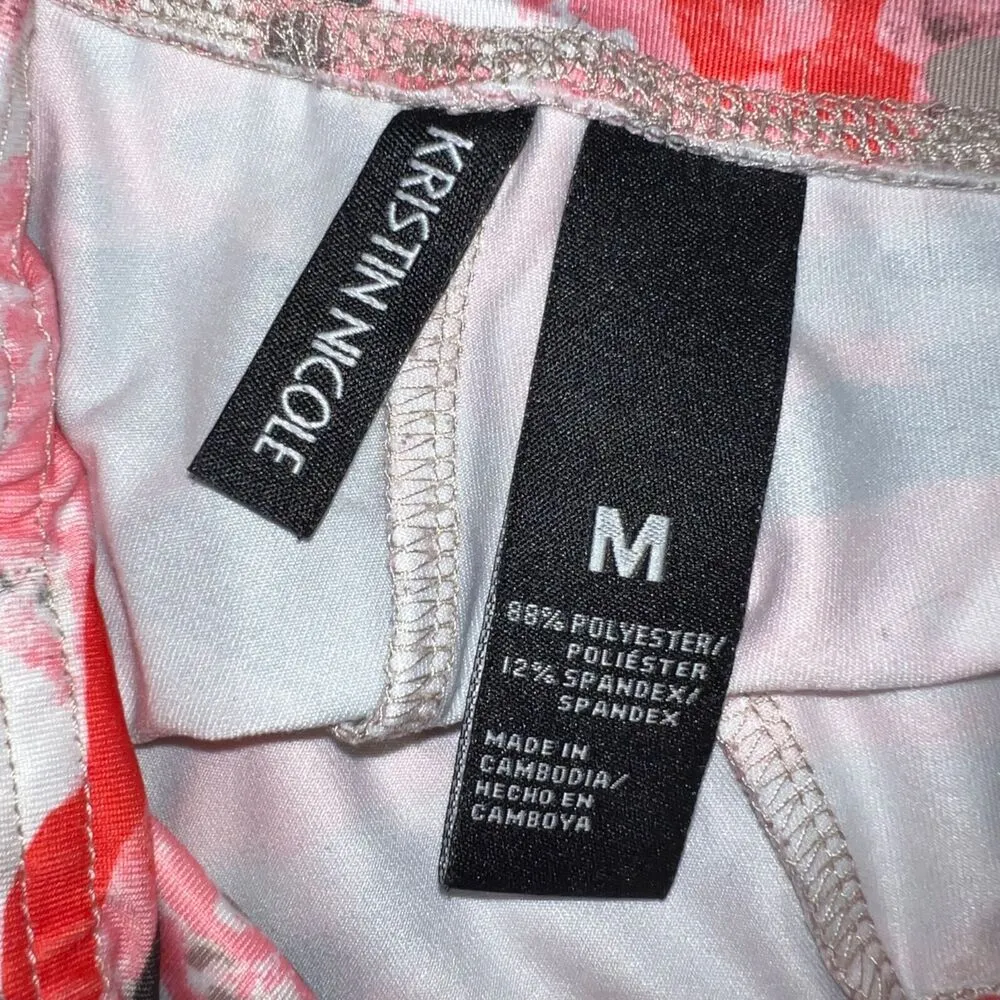 KRISTIN NICOLE
M
88% POLYESTER/
POLIÉSTER
12% SPANDEX/
SPANDEX
MADE IN
CAMBODIA/
HECHO EN
CAMBOYA